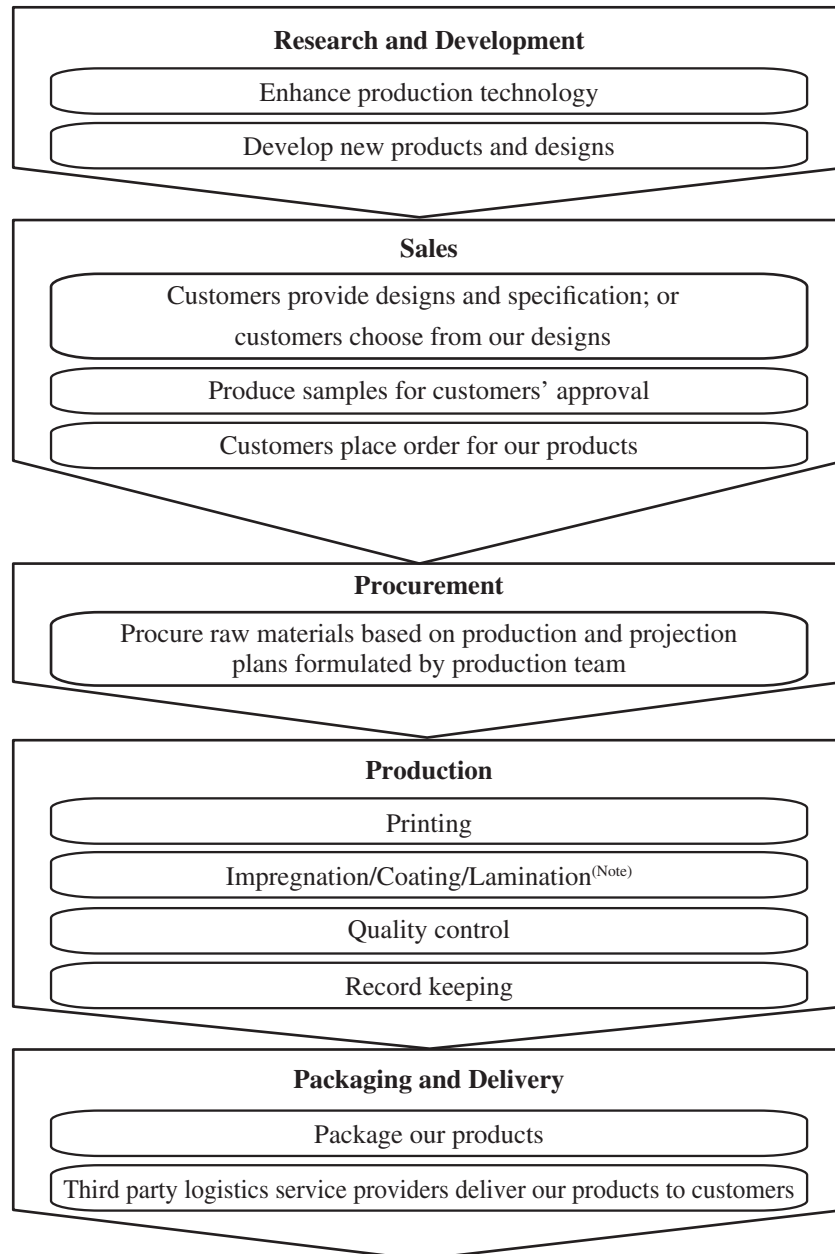 Research and Development
Enhance production technology
Develop new products and designs
Sales
Customers provide designs and specification; or
customers choose from our designs
Produce samples for customers’ approval
Customers place order for our products
Procurement
Procure raw materials based on production and projection
plans formulated by production team
Production
Printing
Impregnation/Coating/Lamination(Note)
Quality control
Record keeping
Packaging and Delivery
Package our products
Third party logistics service providers deliver our products to customers